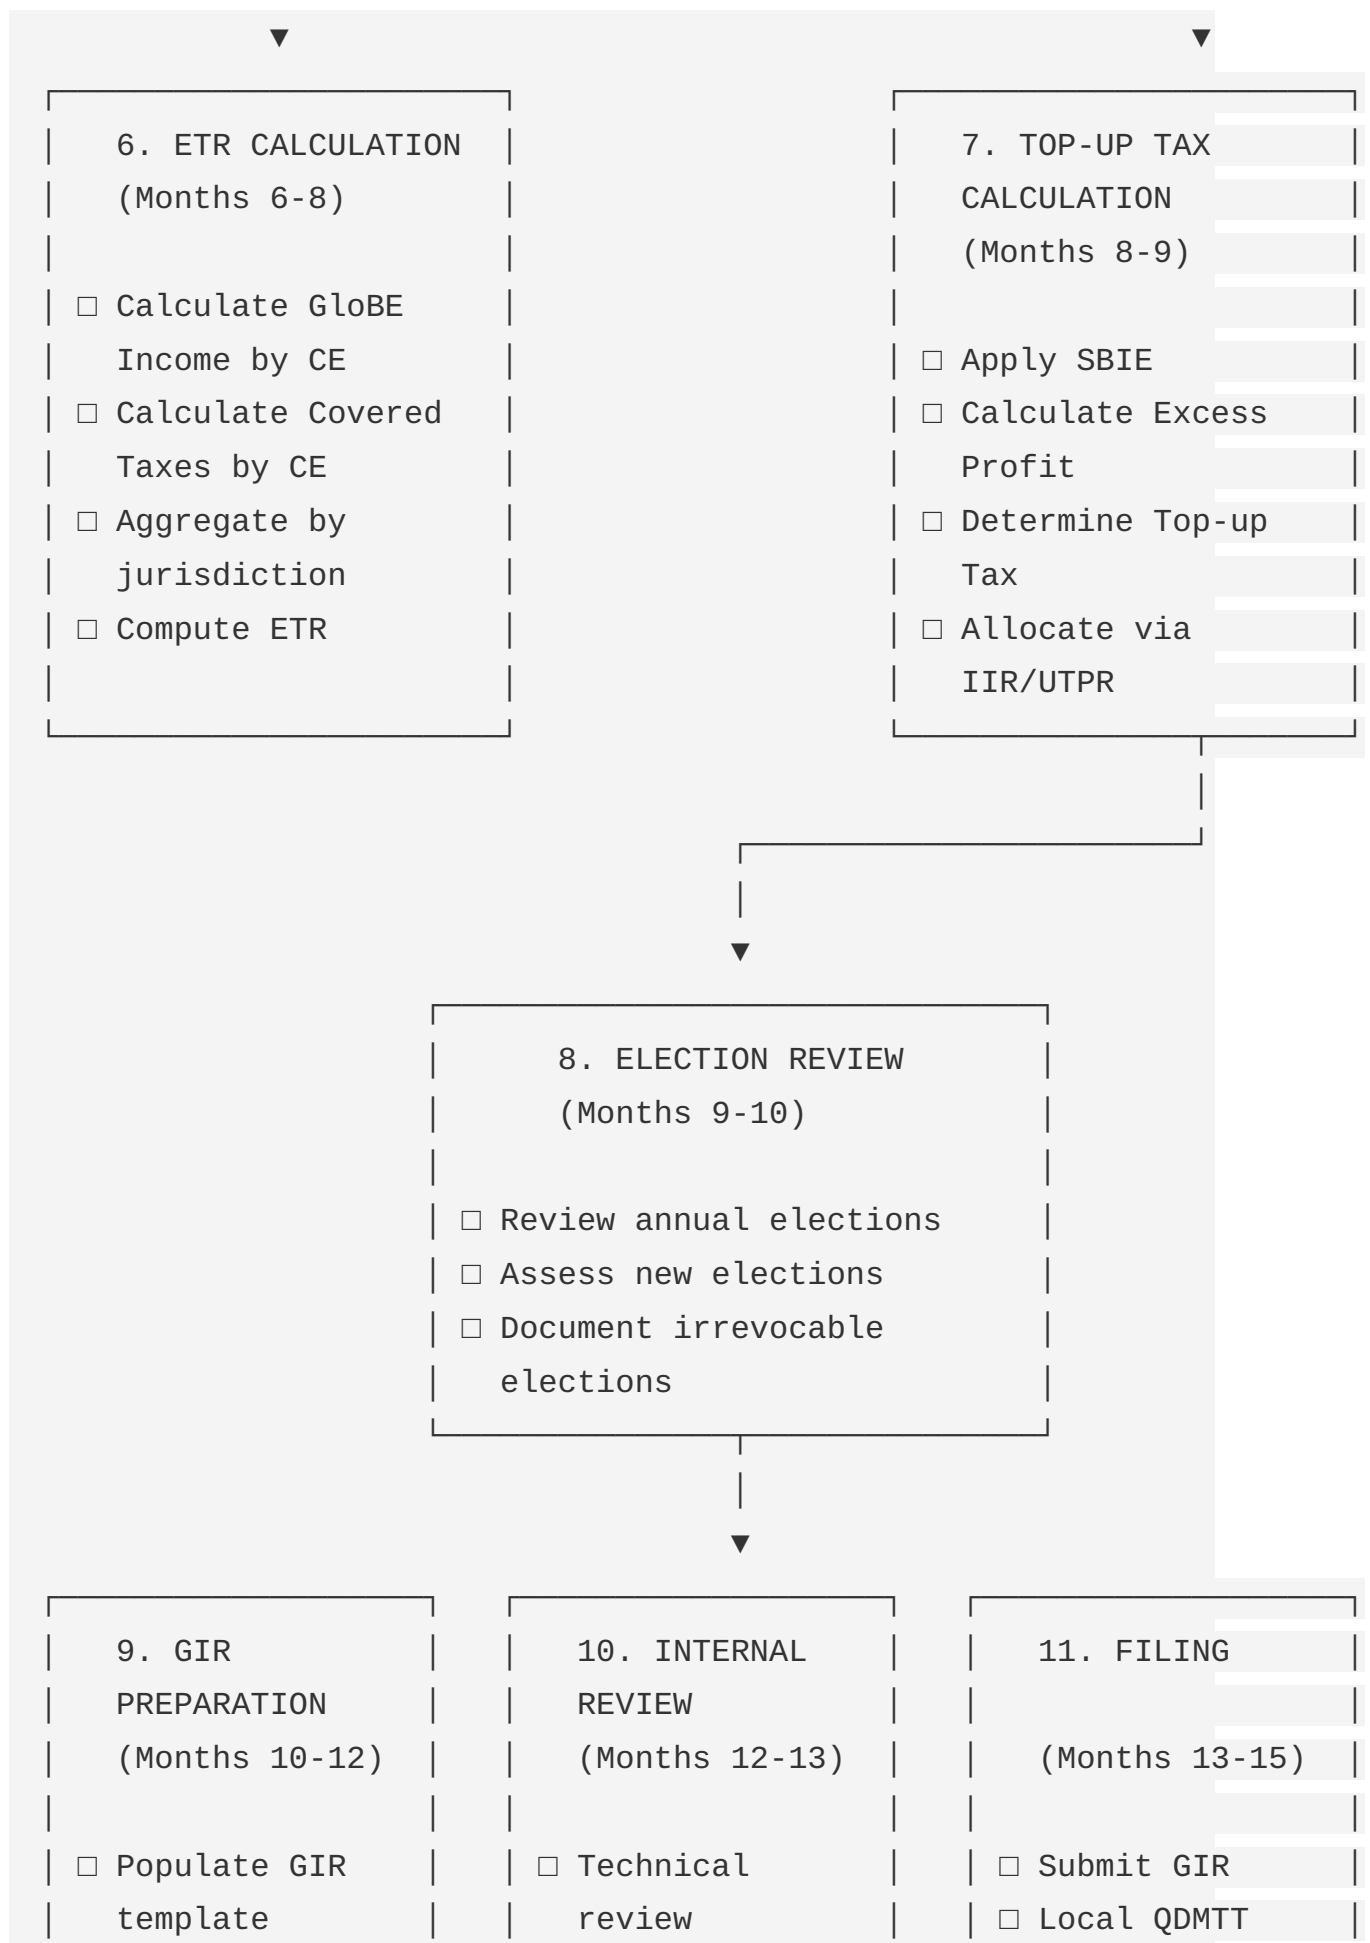 6. ETR CALCULATION
(Months 6-8)
□ Calculate GloBE
Income by CE
□ Calculate Covered
Taxes by CE
□ Aggregate by
jurisdiction
□ Compute ETR
7. TOP-UP TAX
CALCULATION
(Months 8-9)
□ Apply SBIE
□ Calculate Excess
Profit
□ Determine Top-up
Tax
□ Allocate via
IIR/UTPR
8. ELECTION REVIEW
(Months 9-10)
□ Review annual elections
□ Assess new elections
□ Document irrevocable
elections
9. GIR
PREPARATION
(Months 10-12)
□ Populate GIR
template
10. INTERNAL
REVIEW
(Months 12-13)
□ Technical
review
11. FILING
(Months 13-15)
□ Submit GIR
□ Local QDMTT